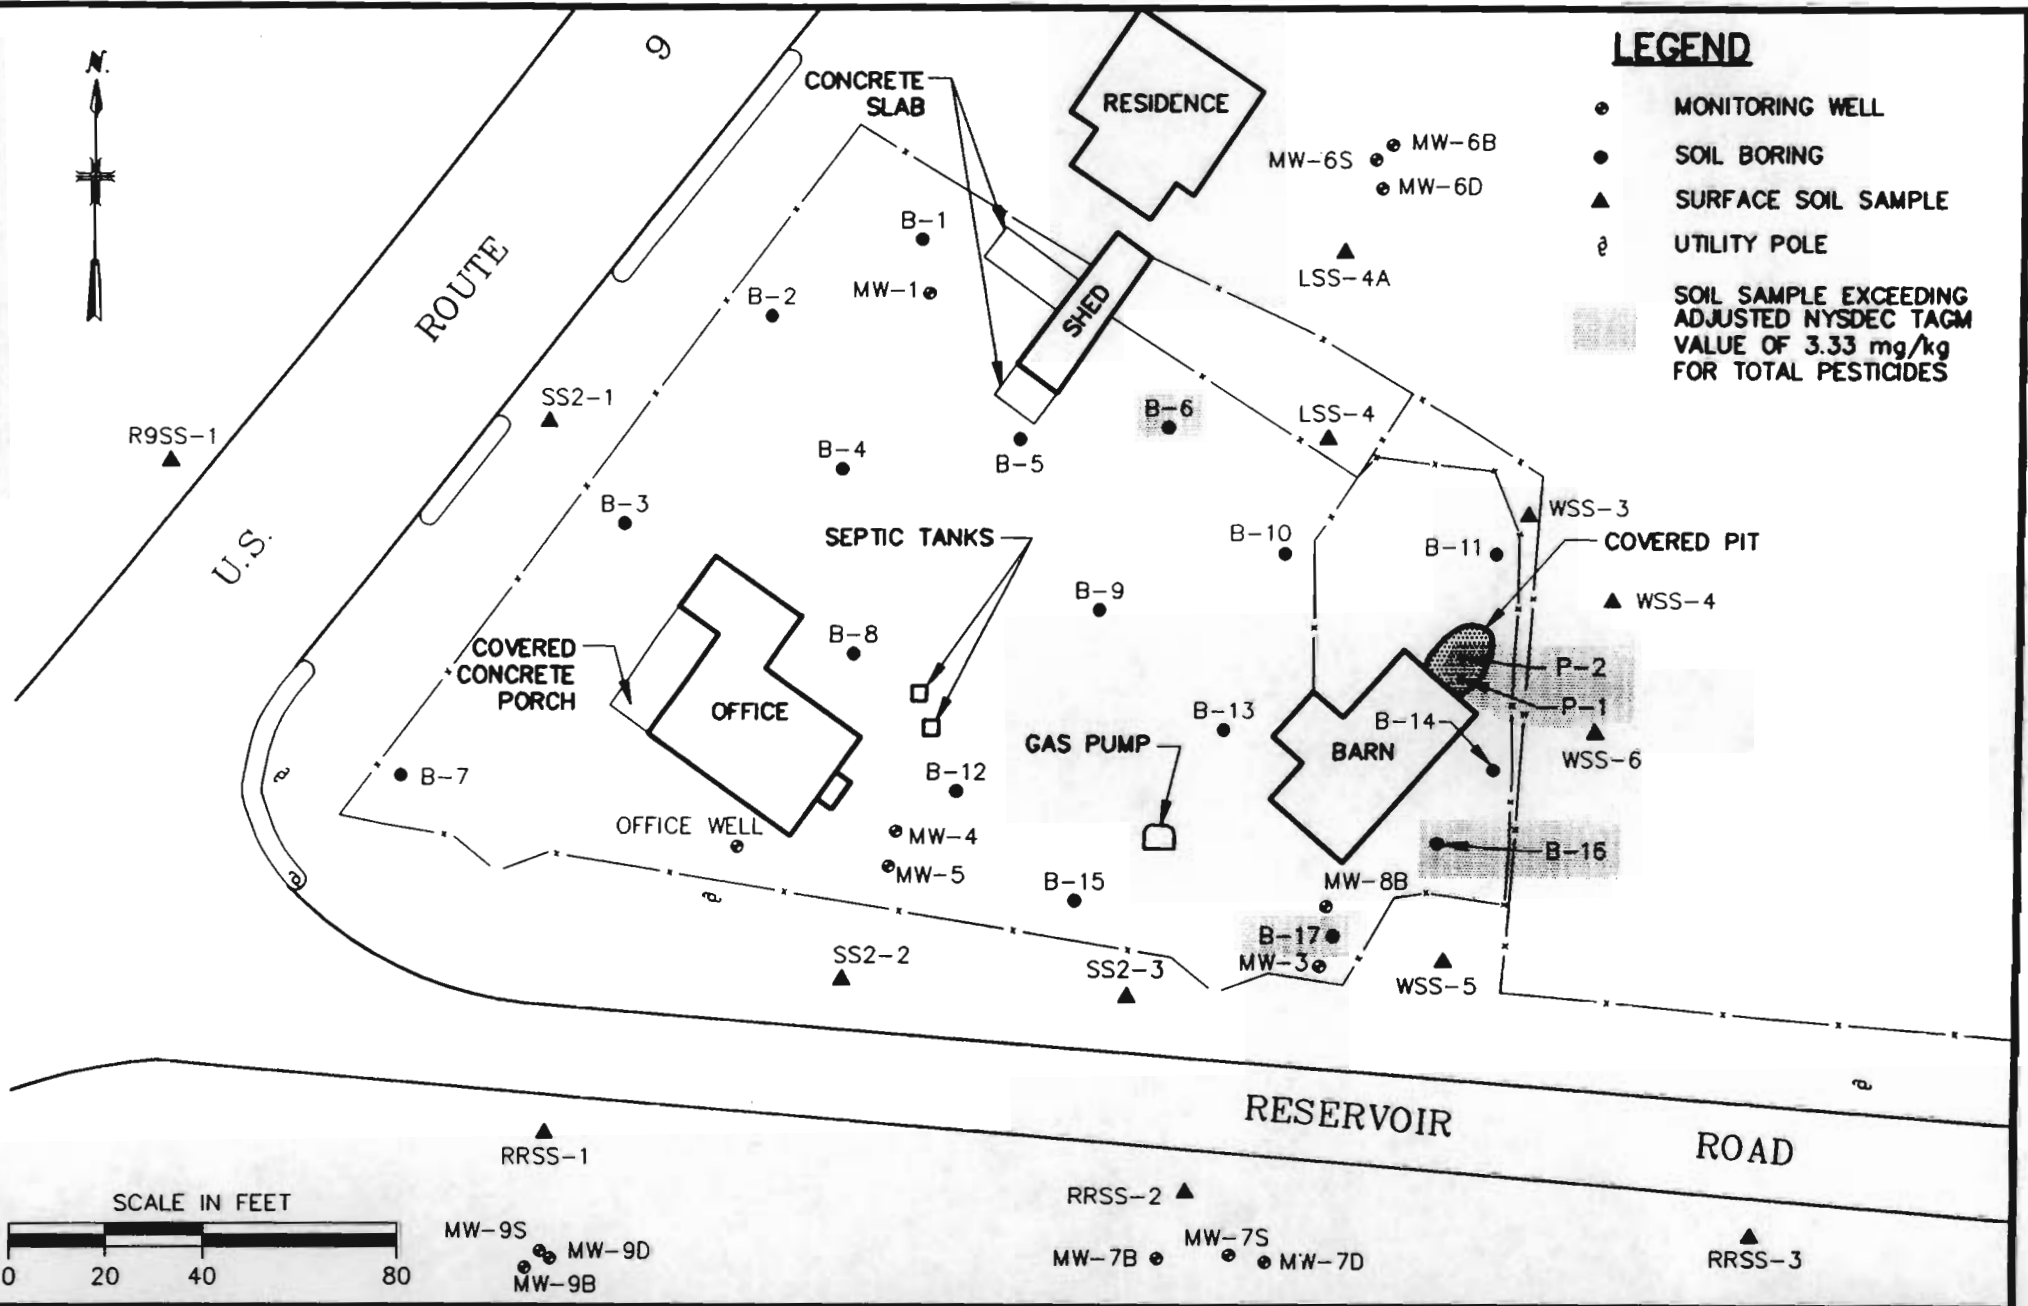 N.
9
CONCRETE
SLAB
RESIDENCE
LEGEND
MONITORING WELL
SOIL BORING
SURFACE SOIL SAMPLE
UTILITY POLE
SOIL SAMPLE EXCEEDING
ADJUSTED NYSDEC TAGM
VALUE OF 3.33 mg/kg
FOR TOTAL PESTICIDES
MW-6B
MW-6S
MW-6D
B-1
MW-1
B-2
LSS-4A
ROUTE
SHED
SS2-1
R9SS-1
B-6
LSS-4
B-4
B-5
B-3
SEPTIC TANKS
B-10
B-11
WSS-3
COVERED PIT
U.S.
B-9
WSS-4
B-8
COVERED
CONCRETE
PORCH
P-2
P-1
OFFICE
B-13
B-14
GAS PUMP
BARN
WSS-6
B-7
B-12
OFFICE WELL
MW-4
MW-5
B-16
B-15
MW-8B
B-17
MW-3
SS2-2
SS2-3
WSS-5
RESERVOIR ROAD
RRSS-1
RRSS-2
SCALE IN FEET
0 20 40 80
MW-9S
MW-9D
MW-9B
MW-7S
MW-7B
MW-7D
RRSS-3